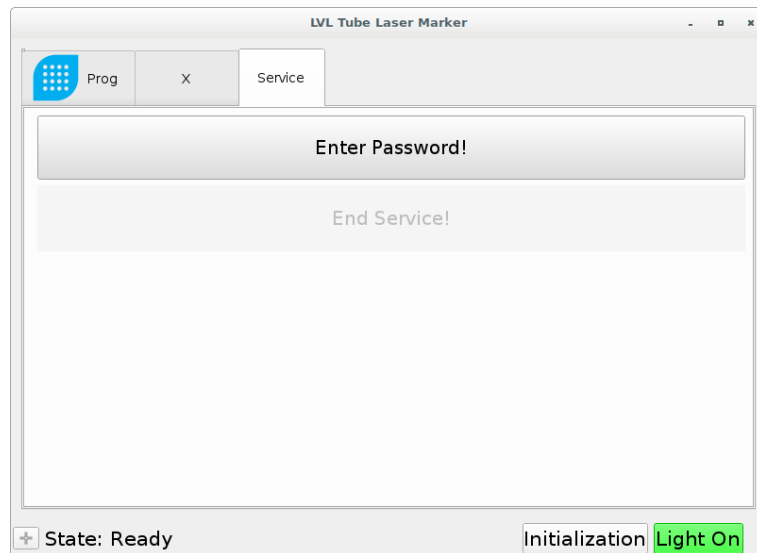 LVL Tube Laser Marker
Prog X Service
Enter Password!
End Service!
State: Ready Initialization Light On